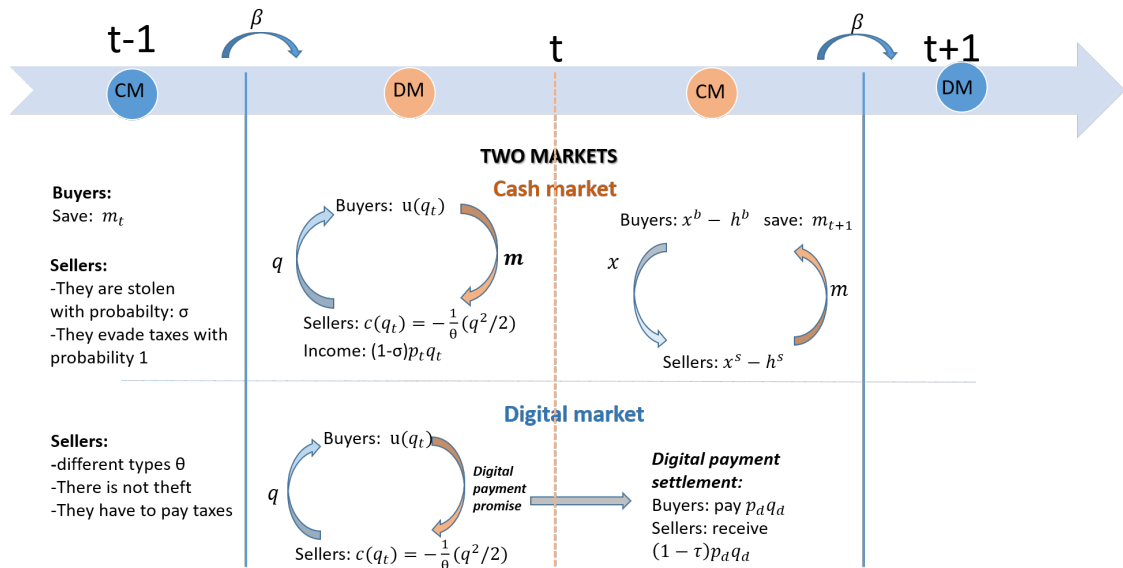 β
β
t-1
t
t+1
CM
DM
CM
DM
TWO MARKETS
Cash market
Buyers:
Save: m_t
Sellers:
-They are stolen
with probabilty: σ
-They evade taxes with
probability 1
Buyers: u(q_t)
q
m
Sellers: c(q_t) = −1/θ(q²/2)
Income: (1-σ)p_t q_t
Buyers: x^b − h^b save: m_{t+1}
x
m
Sellers: x^s − h^s
Digital market
Sellers:
-different types θ
-There is not theft
-They have to pay taxes
Buyers: u(q_t)
q
Digital
payment
promise
Sellers: c(q_t) = −1/θ(q²/2)
Digital payment
settlement:
Buyers: pay p_d q_d
Sellers: receive
(1 − τ)p_d q_d